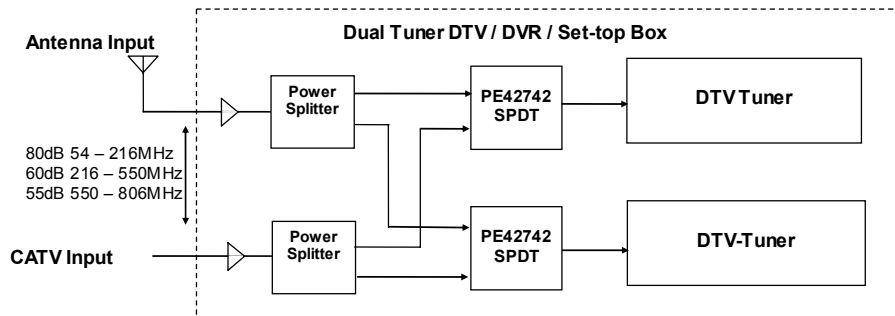 Dual Tuner DTV / DVR / Set-top Box
Antenna Input
Power
Splitter
PE42742
SPDT
DTV Tuner
80dB 54 – 216MHz
60dB 216 – 550MHz
55dB 550 – 806MHz
CATV Input
Power
Splitter
PE42742
SPDT
DTV-Tuner